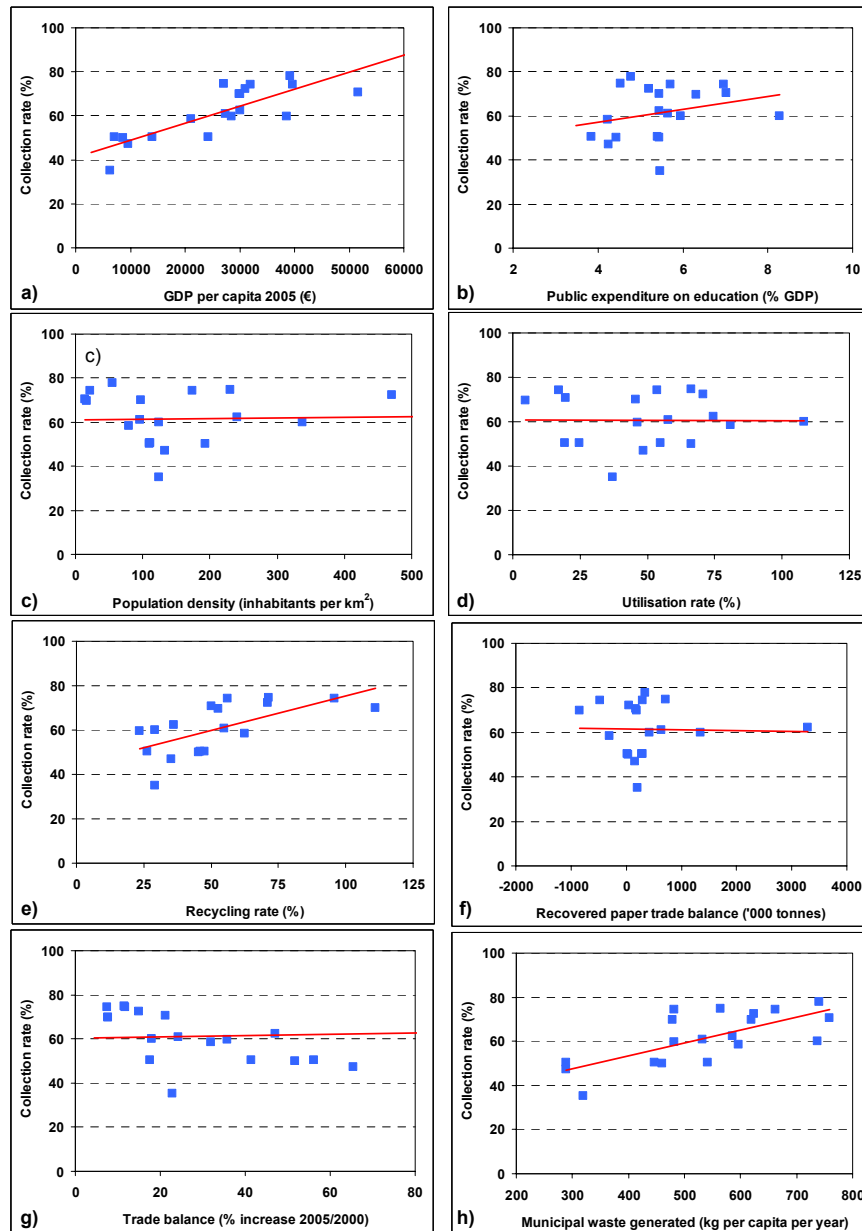 100
80
60
40
20
0
Collection rate (%)
0 10000 20000 30000 40000 50000 60000
a) GDP per capita 2005 (€)
100
80
60
40
20
0
Collection rate (%)
2 4 6 8 10
b) Public expenditure on education (% GDP)
c)
100
80
60
40
20
0
Collection rate (%)
0 100 200 300 400 500
c) Population density (inhabitants per km²)
100
80
60
40
20
0
Collection rate (%)
0 25 50 75 100 125
d) Utilisation rate (%)
100
80
60
40
20
0
Collection rate (%)
0 25 50 75 100 125
e) Recycling rate (%)
100
80
60
40
20
0
Collection rate (%)
-2000 -1000 0 1000 2000 3000 4000
f) Recovered paper trade balance ('000 tonnes)
100
80
60
40
20
0
Collection rate (%)
0 20 40 60 80
g) Trade balance (% increase 2005/2000)
100
80
60
40
20
0
Collection rate (%)
200 300 400 500 600 700 800
h) Municipal waste generated (kg per capita per year)